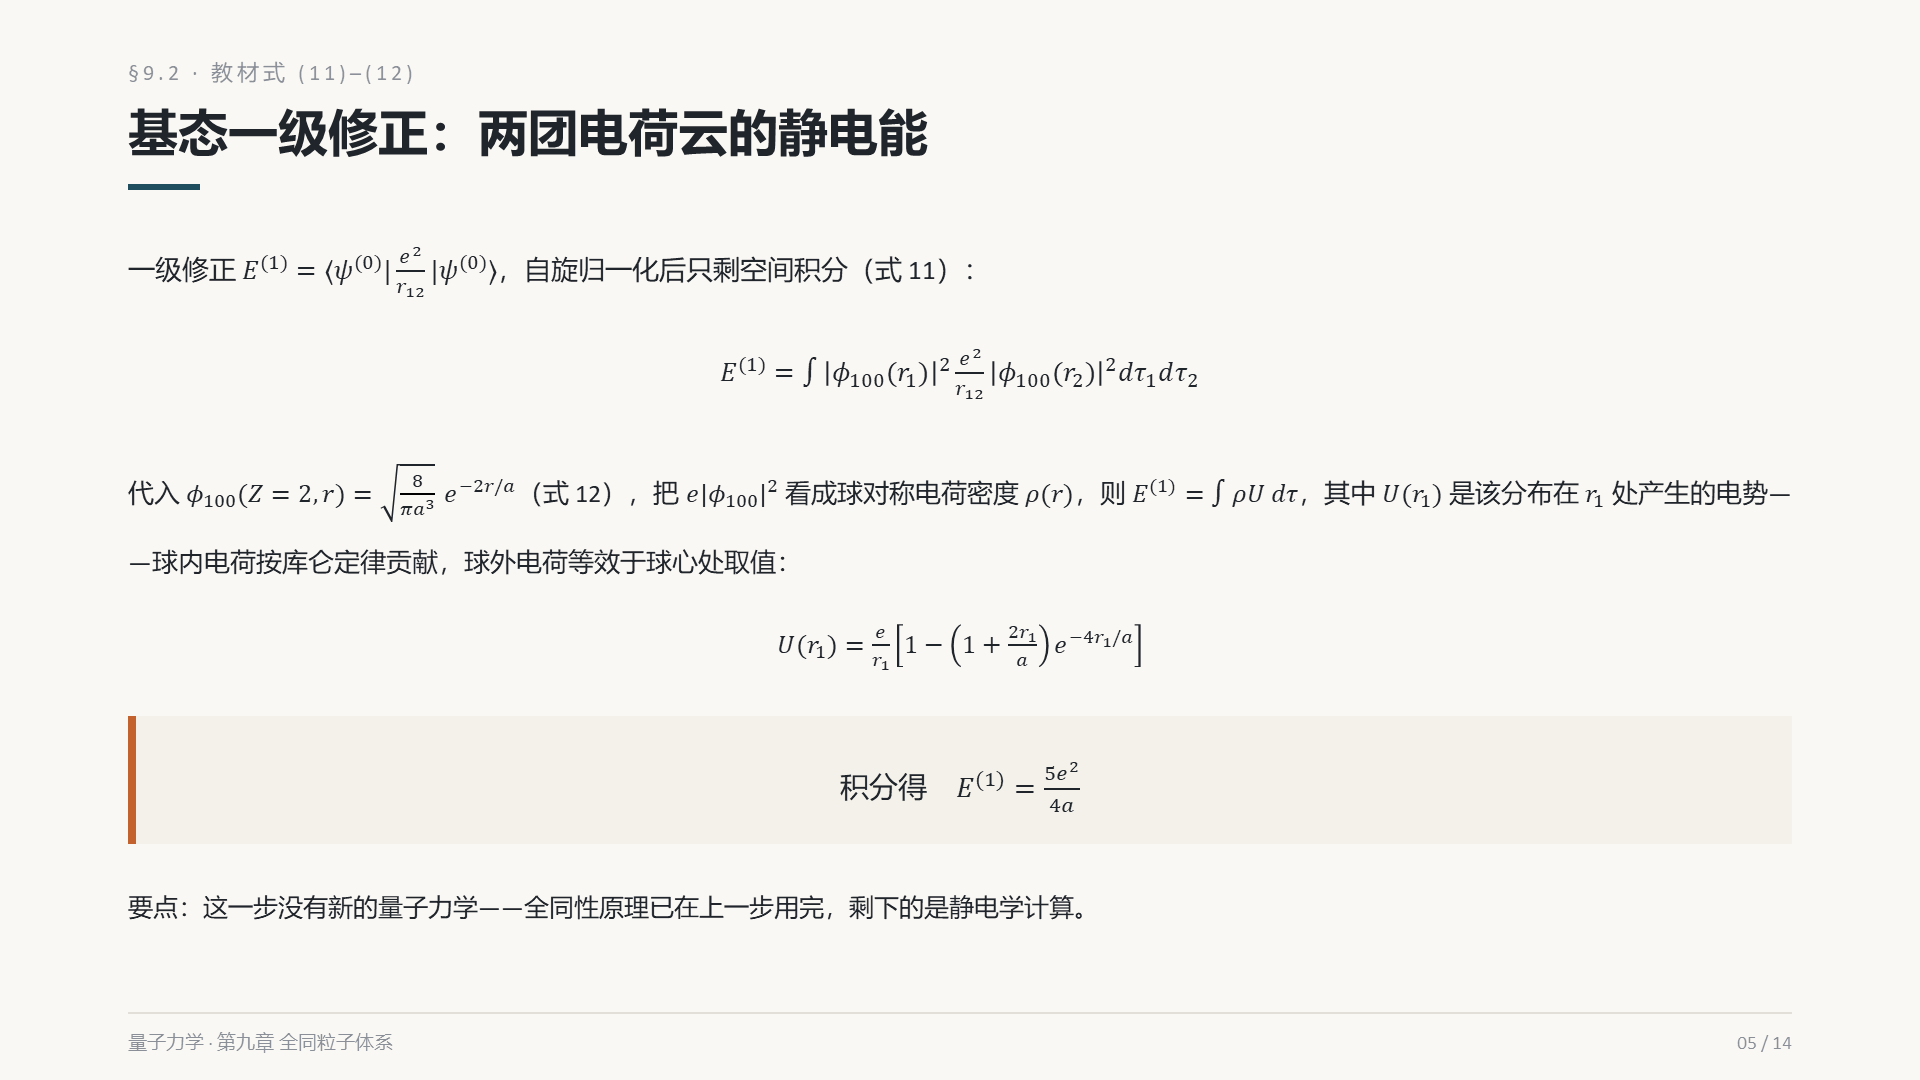 §9.2 · 教材式 (11)–(12)
基态一级修正：两团电荷云的静电能
一级修正 E⁽¹⁾ = ⟨ψ⁽⁰⁾| e²/r₁₂ |ψ⁽⁰⁾⟩，自旋归一化后只剩空间积分（式 11）：
E⁽¹⁾ = ∫ |ϕ₁₀₀(r₁)|² e²/r₁₂ |ϕ₁₀₀(r₂)|² dτ₁dτ₂
代入 ϕ₁₀₀(Z = 2, r) = √(8/πa³) e^(−2r/a)（式 12），把 e|ϕ₁₀₀|² 看成球对称电荷密度 ρ(r)，则 E⁽¹⁾ = ∫ ρU dτ，其中 U(r₁) 是该分布在 r₁ 处产生的电势—
—球内电荷按库仑定律贡献，球外电荷等效于球心处取值：
U(r₁) = e/r₁ [1 − (1 + 2r₁/a) e^(−4r₁/a)]
积分得 E⁽¹⁾ = 5e²/4a
要点：这一步没有新的量子力学——全同性原理已在上一步用完，剩下的是静电学计算。
量子力学 · 第九章 全同粒子体系
05 / 14